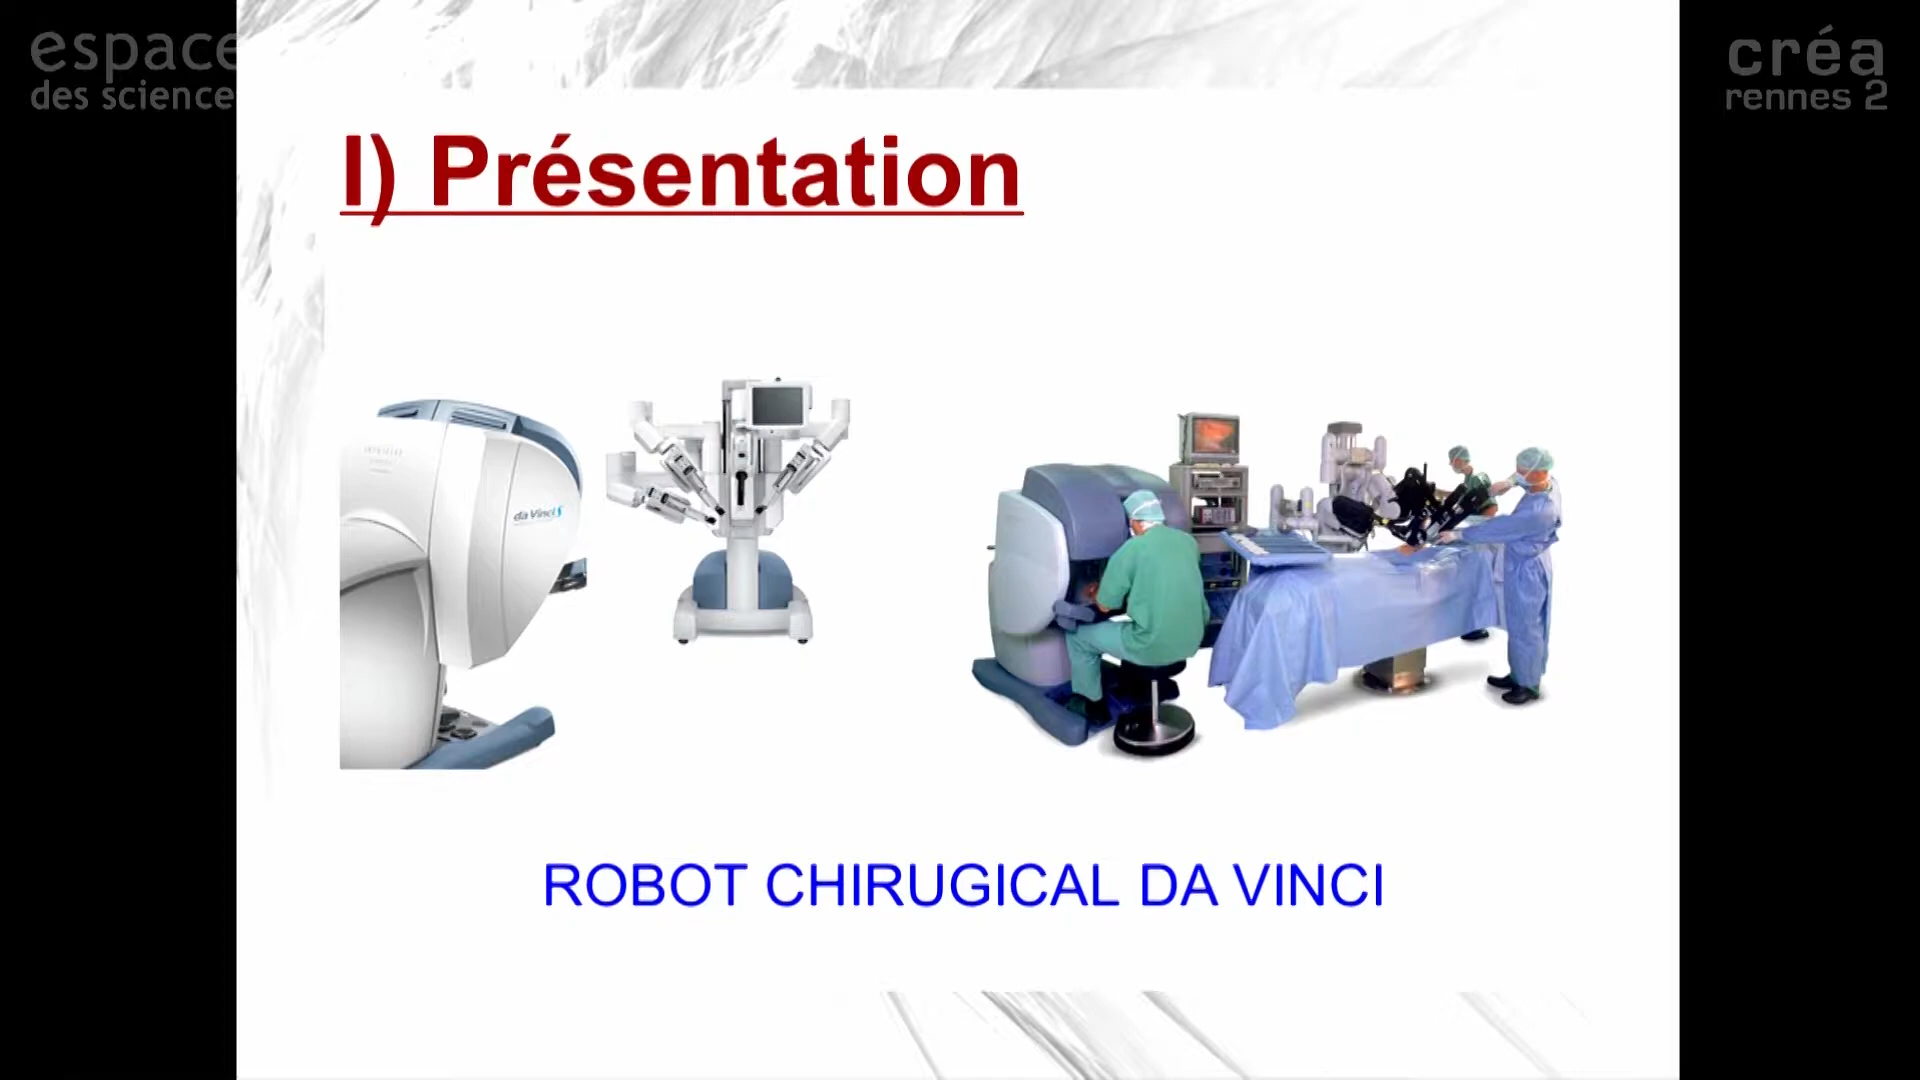 espace
des science
créa
rennes 2
I) Présentation
da Vinci S
ROBOT CHIRUGICAL DA VINCI